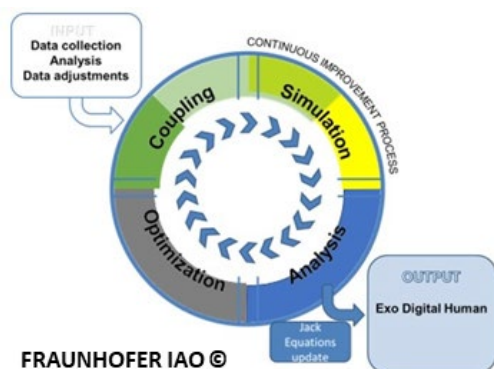 INPUT
Data collection
Analysis
Data adjustments
CONTINUOUS IMPROVEMENT PROCESS
Coupling
Simulation
Optimization
Analysis
OUTPUT
Exo Digital Human
Jack
Equations
update
FRAUNHOFER IAO ©